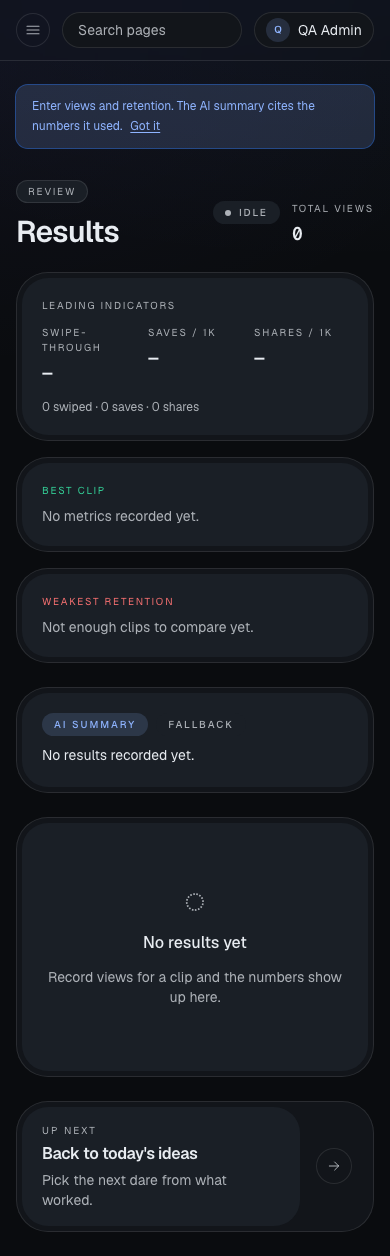 Search pages
Q
QA Admin
Enter views and retention. The AI summary cites the
numbers it used. Got it
REVIEW
Results
IDLE
TOTAL VIEWS
0
LEADING INDICATORS
SWIPE-
THROUGH
–
SAVES / 1K
–
SHARES / 1K
–
0 swiped · 0 saves · 0 shares
BEST CLIP
No metrics recorded yet.
WEAKEST RETENTION
Not enough clips to compare yet.
AI SUMMARY
FALLBACK
No results recorded yet.
No results yet
Record views for a clip and the numbers show
up here.
UP NEXT
Back to today's ideas
Pick the next dare from what
worked.